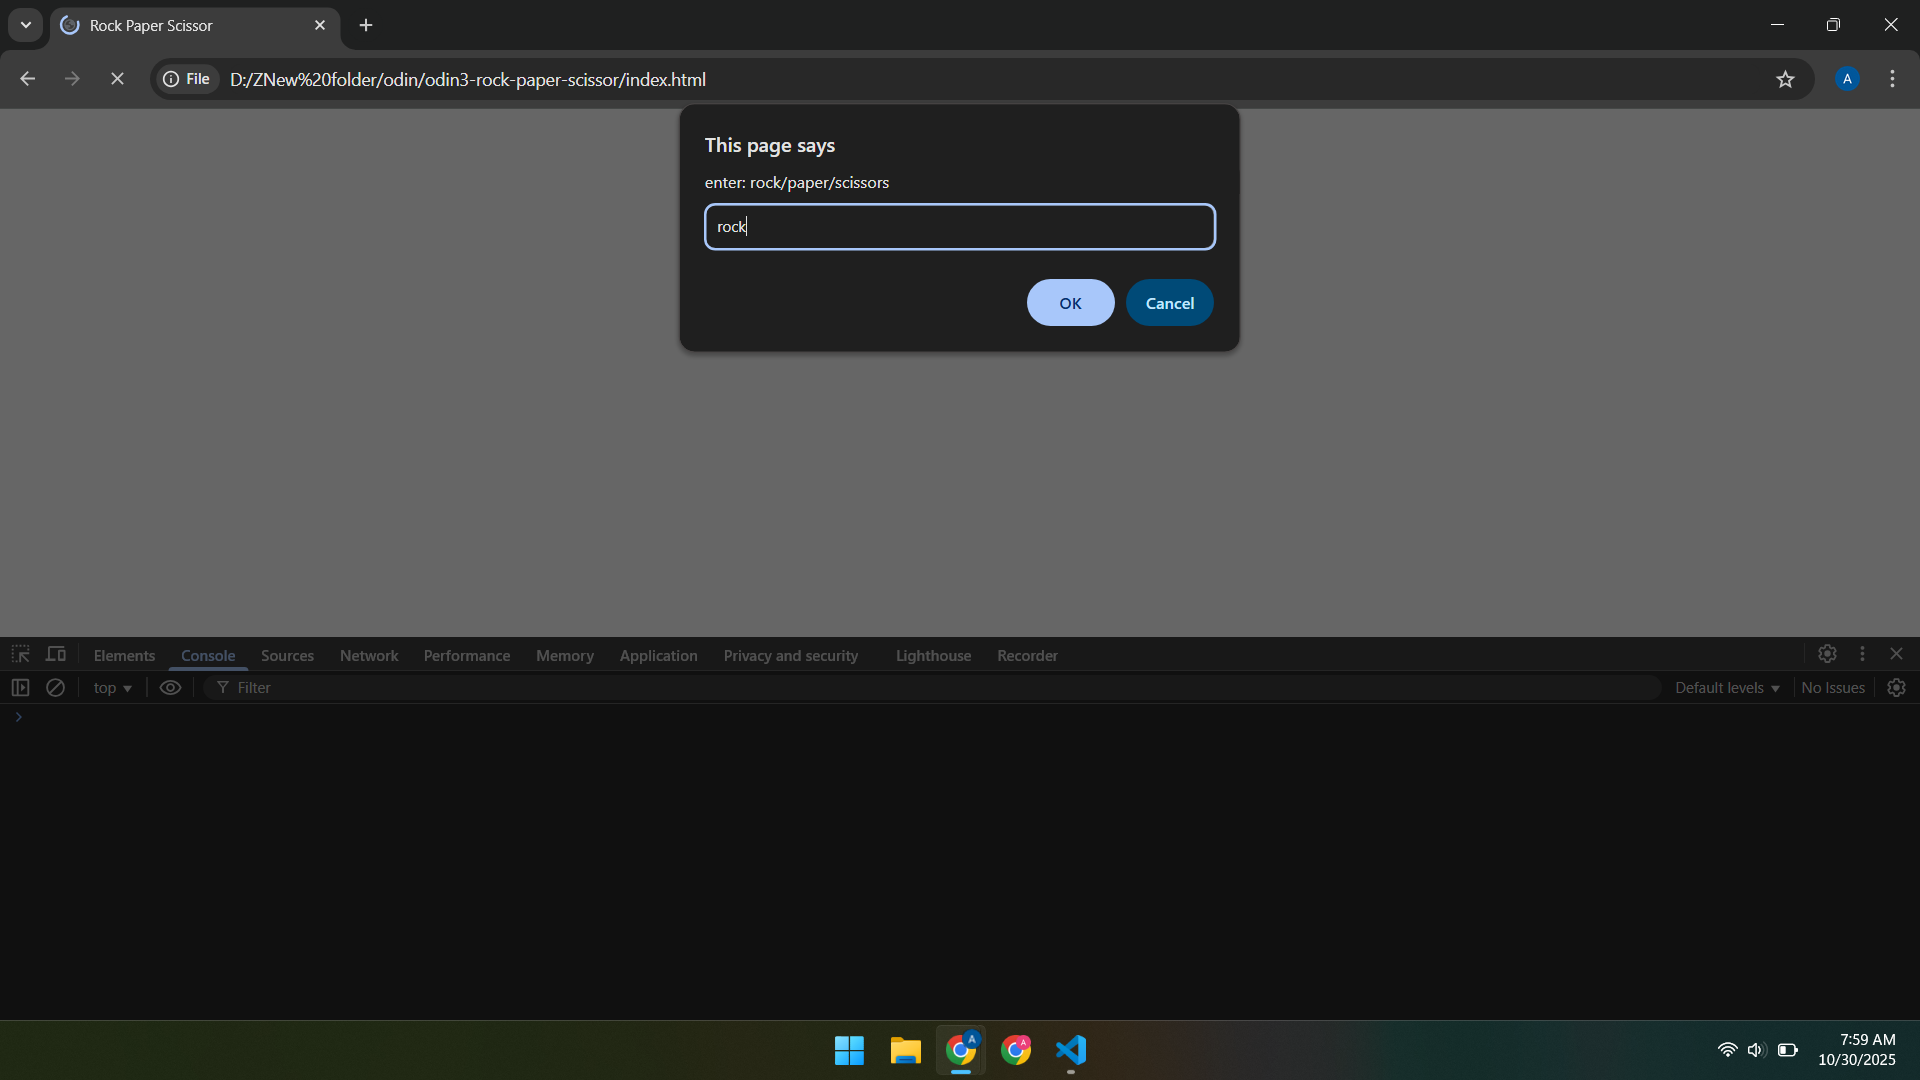 Rock Paper Scissor
File D:/ZNew%20folder/odin/odin3-rock-paper-scissor/index.html
A
This page says
enter: rock/paper/scissors
rock
OK Cancel
Elements Console Sources Network Performance Memory Application Privacy and security Lighthouse Recorder
top Filter Default levels No Issues
A A
7:59 AM
10/30/2025